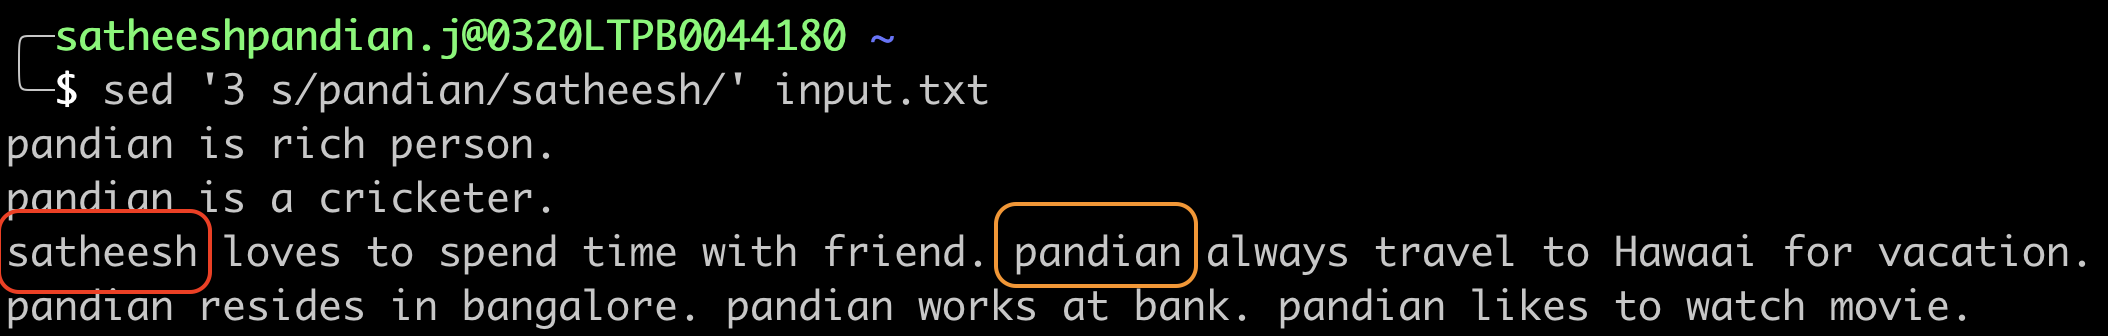 satheeshpandian.j@0320LTPB0044180 ~
$ sed '3 s/pandian/satheesh/' input.txt
pandian is rich person.
pandian is a cricketer.
satheesh loves to spend time with friend. pandian always travel to Hawaai for vacation.
pandian resides in bangalore. pandian works at bank. pandian likes to watch movie.